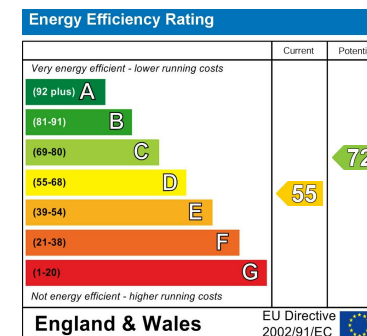 Energy Efficiency Rating
Current Potenti
Very energy efficient - lower running costs
(92 plus) A
(81-91) B
(69-80) C
72
(55-68) D
55
(39-54) E
(21-38) F
(1-20) G
Not energy efficient - higher running costs
England & Wales
EU Directive
2002/91/EC